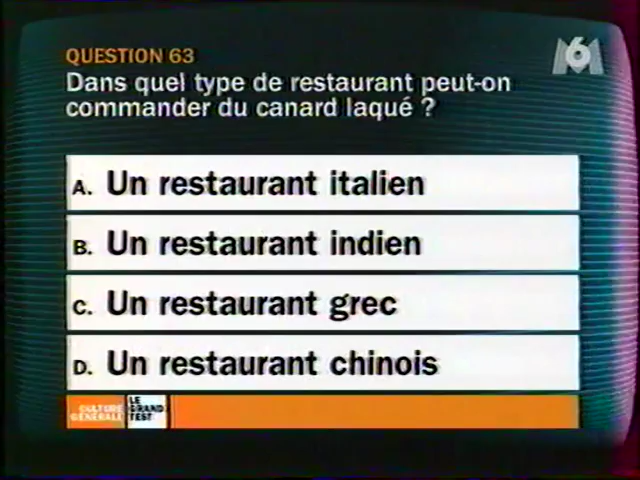 QUESTION 63
Dans quel type de restaurant peut-on
commander du canard laqué ?
A. Un restaurant italien
B. Un restaurant indien
C. Un restaurant grec
D. Un restaurant chinois
CULTURE
GÉNÉRALE
LE
GRAND
TEST
M6